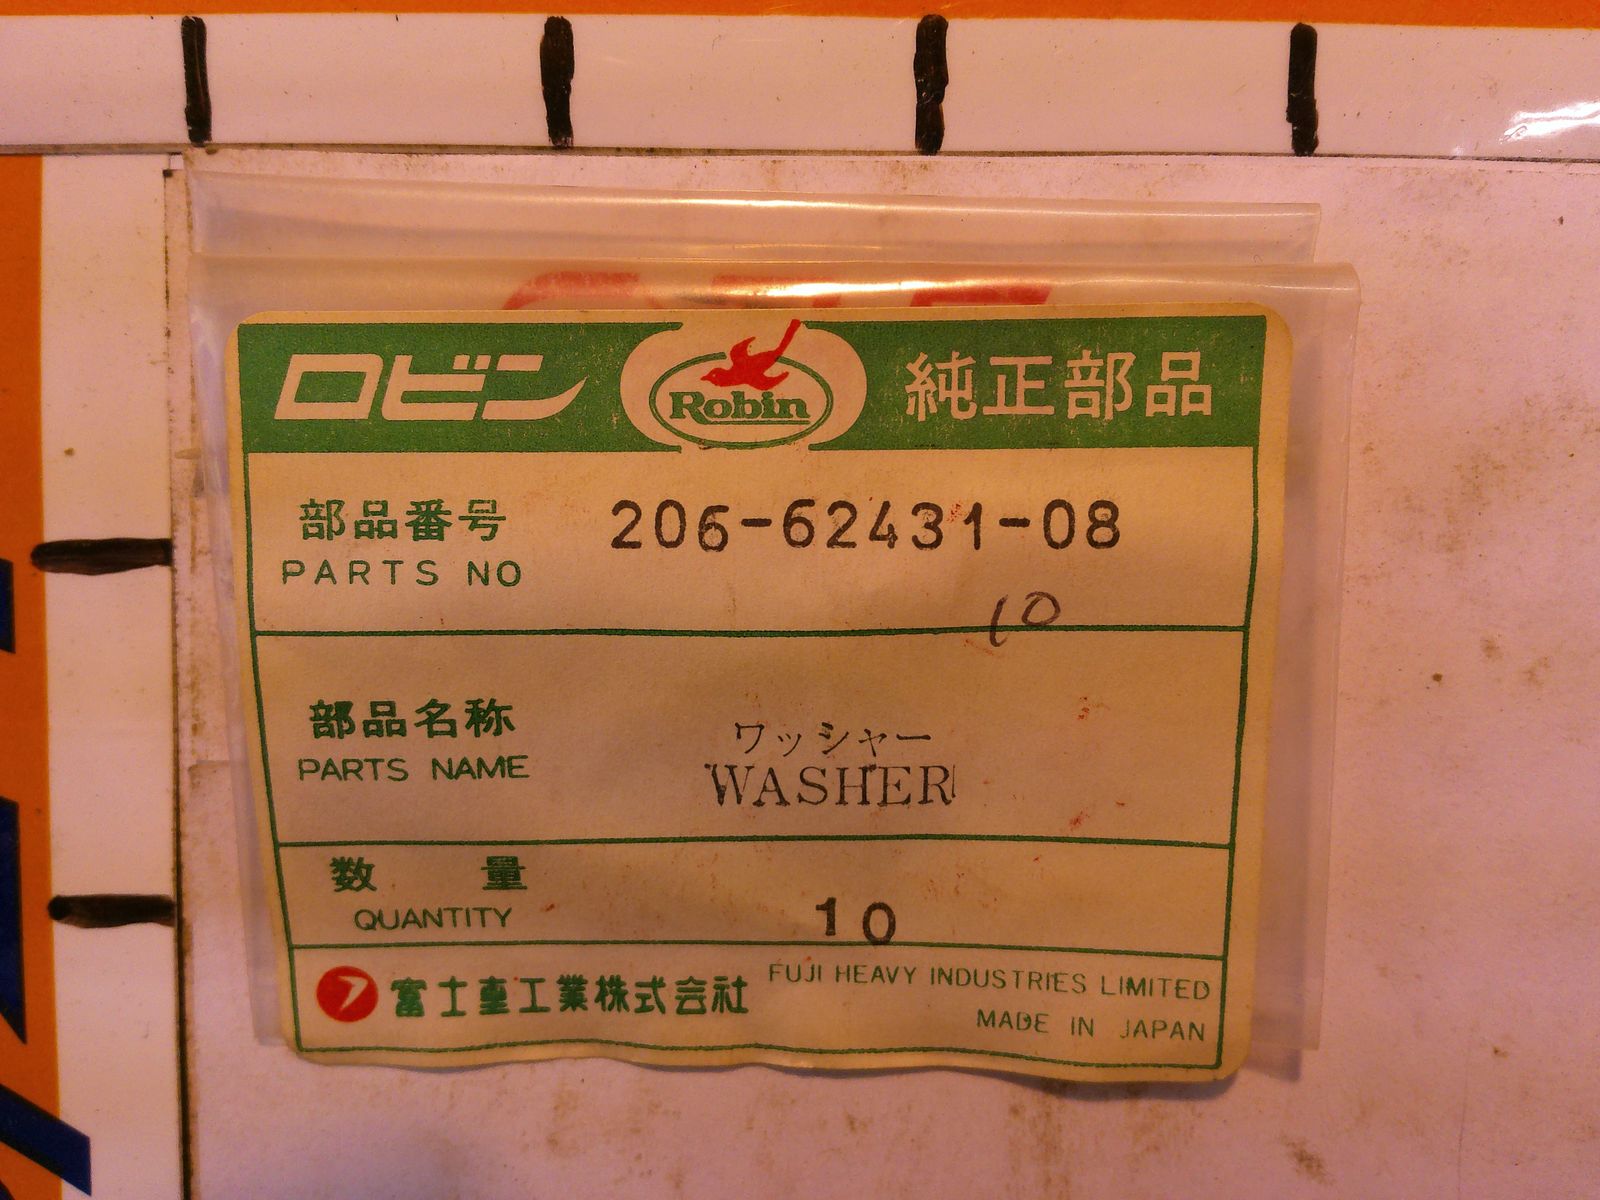 ロビン Robin 純正部品
部品番号 206-62431-08
PARTS NO
10
部品名称 ワッシャー
PARTS NAME WASHER
数量
QUANTITY 10
富士重工業株式会社 FUJI HEAVY INDUSTRIES LIMITED
MADE IN JAPAN